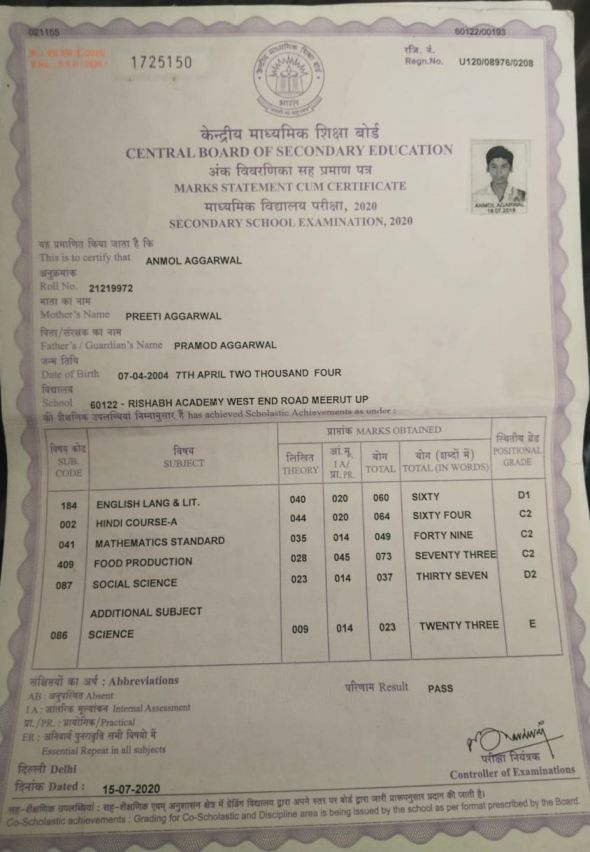 021155
60122/00193
1725150
रजि. नं.
Regn.No. U120/08976/0208
भारत
केन्द्रीय माध्यमिक शिक्षा बोर्ड
CENTRAL BOARD OF SECONDARY EDUCATION
अंक विवरणिका सह प्रमाण पत्र
MARKS STATEMENT CUM CERTIFICATE
माध्यमिक विद्यालय परीक्षा, 2020
SECONDARY SCHOOL EXAMINATION, 2020
ANMOL AGARWAL
यह प्रमाणित किया जाता है कि
This is to certify that ANMOL AGGARWAL
अनुक्रमांक
Roll No. 21219972
माता का नाम
Mother's Name PREETI AGGARWAL
पिता/संरक्षक का नाम
Father's / Guardian's Name PRAMOD AGGARWAL
जन्म तिथि
Date of Birth 07-04-2004 7TH APRIL TWO THOUSAND FOUR
विद्यालय
School 60122 - RISHABH ACADEMY WEST END ROAD MEERUT UP
की शैक्षणिक उपलब्धियां निम्नानुसार हैं has achieved Scholastic Achievements as under :
विषय कोड SUB. CODE विषय SUBJECT प्राप्तांक MARKS OBTAINED स्थितीय ग्रेड POSITIONAL GRADE
लिखित THEORY आं.मू. IA/ प्रा. PR. योग TOTAL योग (शब्दों में) TOTAL (IN WORDS)
184 ENGLISH LANG & LIT. 040 020 060 SIXTY D1
002 HINDI COURSE-A 044 020 064 SIXTY FOUR C2
041 MATHEMATICS STANDARD 035 014 049 FORTY NINE C2
409 FOOD PRODUCTION 028 045 073 SEVENTY THREE C2
087 SOCIAL SCIENCE 023 014 037 THIRTY SEVEN D2
ADDITIONAL SUBJECT
086 SCIENCE 009 014 023 TWENTY THREE E
संक्षिप्तियों का अर्थ : Abbreviations
परिणाम Result PASS
AB : अनुपस्थित Absent
IA : आंतरिक मूल्यांकन Internal Assessment
प्रा./PR. : प्रायोगिक/Practical
ER : अनिवार्य पुनरावृति सभी विषयो में
Essential Repeat in all subjects
दिल्ली Delhi
परीक्षा नियंत्रक
Controller of Examinations
दिनांक Dated : 15-07-2020
सह-शैक्षणिक उपलब्धियां : सह-शैक्षणिक एवम् अनुशासन क्षेत्र में ग्रेडिंग विद्यालय द्वारा अपने स्तर पर बोर्ड द्वारा जारी प्रारूपनुसार प्रदान की जाती है।
Co-Scholastic achievements : Grading for Co-Scholastic and Discipline area is being issued by the school as per format prescribed by the Board.